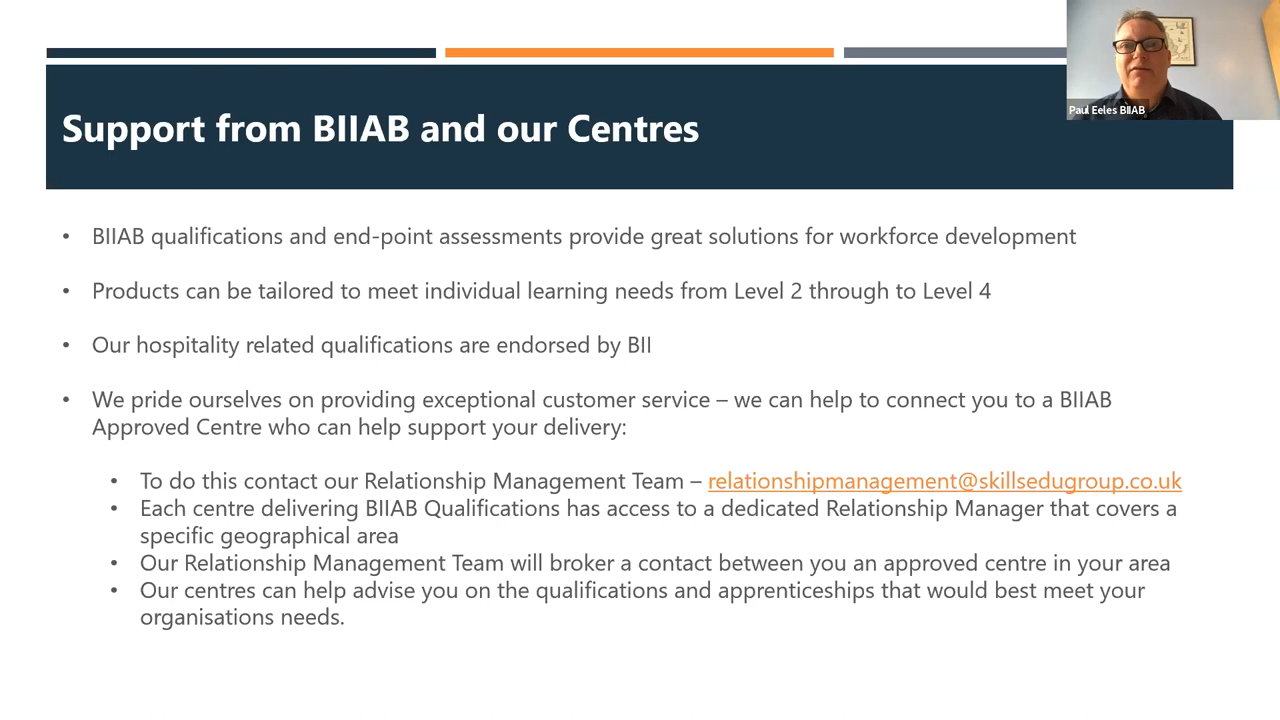 Paul Eeles BIIAB
Support from BIIAB and our Centres
• BIIAB qualifications and end-point assessments provide great solutions for workforce development
• Products can be tailored to meet individual learning needs from Level 2 through to Level 4
• Our hospitality related qualifications are endorsed by BII
• We pride ourselves on providing exceptional customer service – we can help to connect you to a BIIAB
Approved Centre who can help support your delivery:
• To do this contact our Relationship Management Team – relationshipmanagement@skillsedugroup.co.uk
• Each centre delivering BIIAB Qualifications has access to a dedicated Relationship Manager that covers a
specific geographical area
• Our Relationship Management Team will broker a contact between you an approved centre in your area
• Our centres can help advise you on the qualifications and apprenticeships that would best meet your
organisations needs.